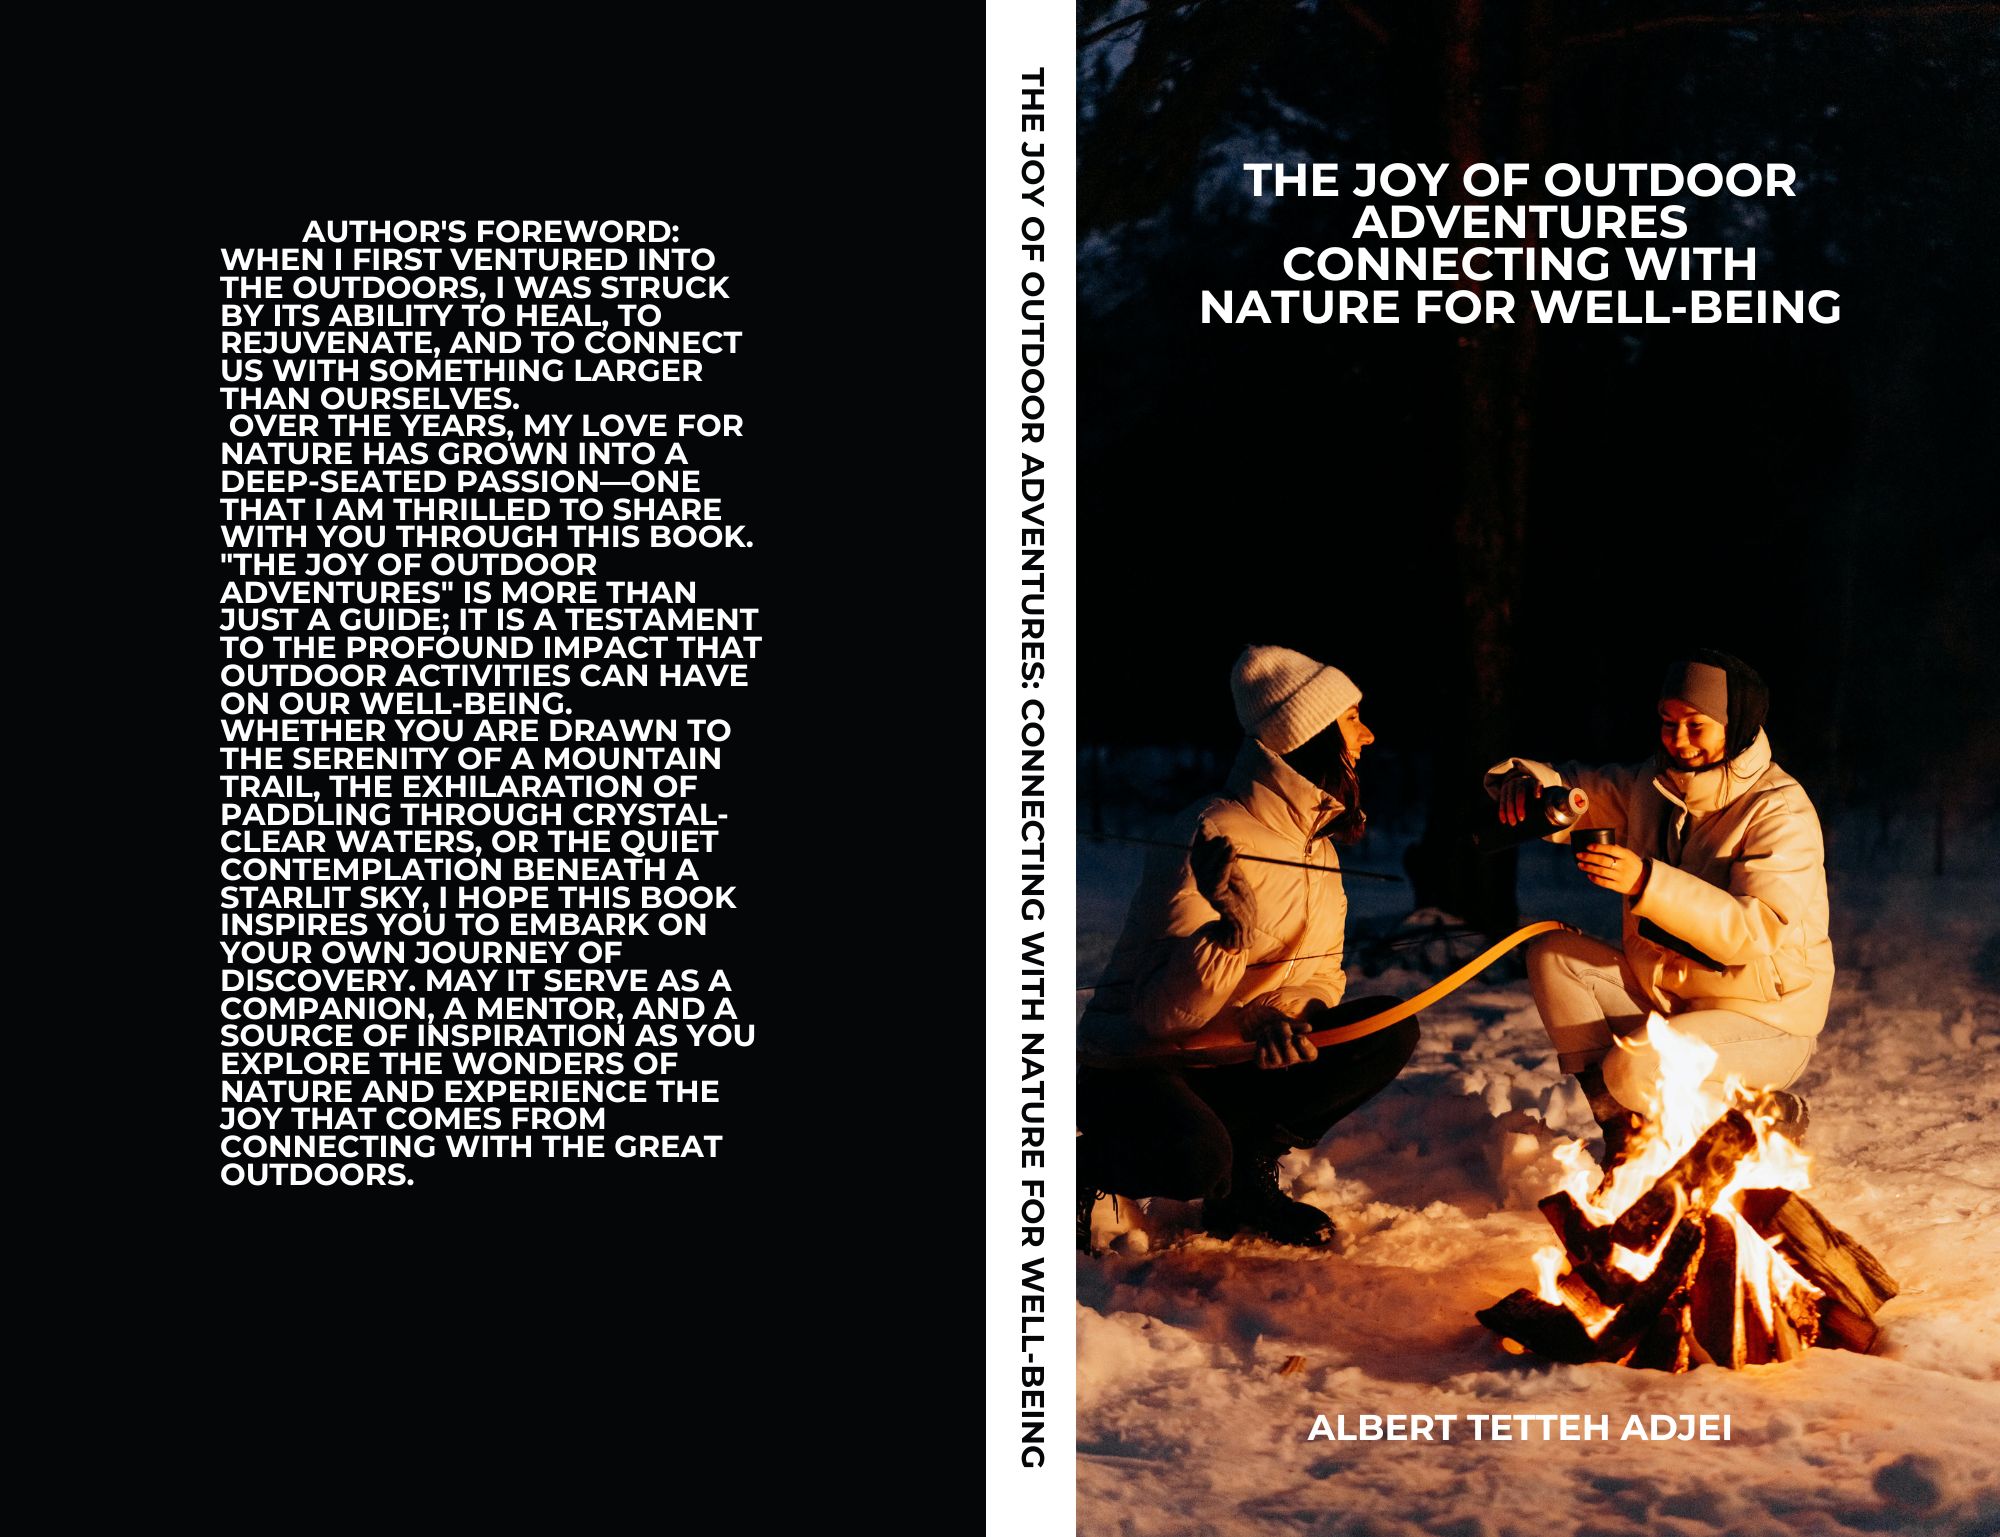 AUTHOR'S FOREWORD:
WHEN I FIRST VENTURED INTO
THE OUTDOORS, I WAS STRUCK
BY ITS ABILITY TO HEAL, TO
REJUVENATE, AND TO CONNECT
US WITH SOMETHING LARGER
THAN OURSELVES.
OVER THE YEARS, MY LOVE FOR
NATURE HAS GROWN INTO A
DEEP-SEATED PASSION—ONE
THAT I AM THRILLED TO SHARE
WITH YOU THROUGH THIS BOOK.
"THE JOY OF OUTDOOR
ADVENTURES" IS MORE THAN
JUST A GUIDE; IT IS A TESTAMENT
TO THE PROFOUND IMPACT THAT
OUTDOOR ACTIVITIES CAN HAVE
ON OUR WELL-BEING.
WHETHER YOU ARE DRAWN TO
THE SERENITY OF A MOUNTAIN
TRAIL, THE EXHILARATION OF
PADDLING THROUGH CRYSTAL-
CLEAR WATERS, OR THE QUIET
CONTEMPLATION BENEATH A
STARLIT SKY, I HOPE THIS BOOK
INSPIRES YOU TO EMBARK ON
YOUR OWN JOURNEY OF
DISCOVERY. MAY IT SERVE AS A
COMPANION, A MENTOR, AND A
SOURCE OF INSPIRATION AS YOU
EXPLORE THE WONDERS OF
NATURE AND EXPERIENCE THE
JOY THAT COMES FROM
CONNECTING WITH THE GREAT
OUTDOORS.
THE JOY OF OUTDOOR ADVENTURES: CONNECTING WITH NATURE FOR WELL-BEING
THE JOY OF OUTDOOR
ADVENTURES
CONNECTING WITH
NATURE FOR WELL-BEING
ALBERT TETTEH ADJEI